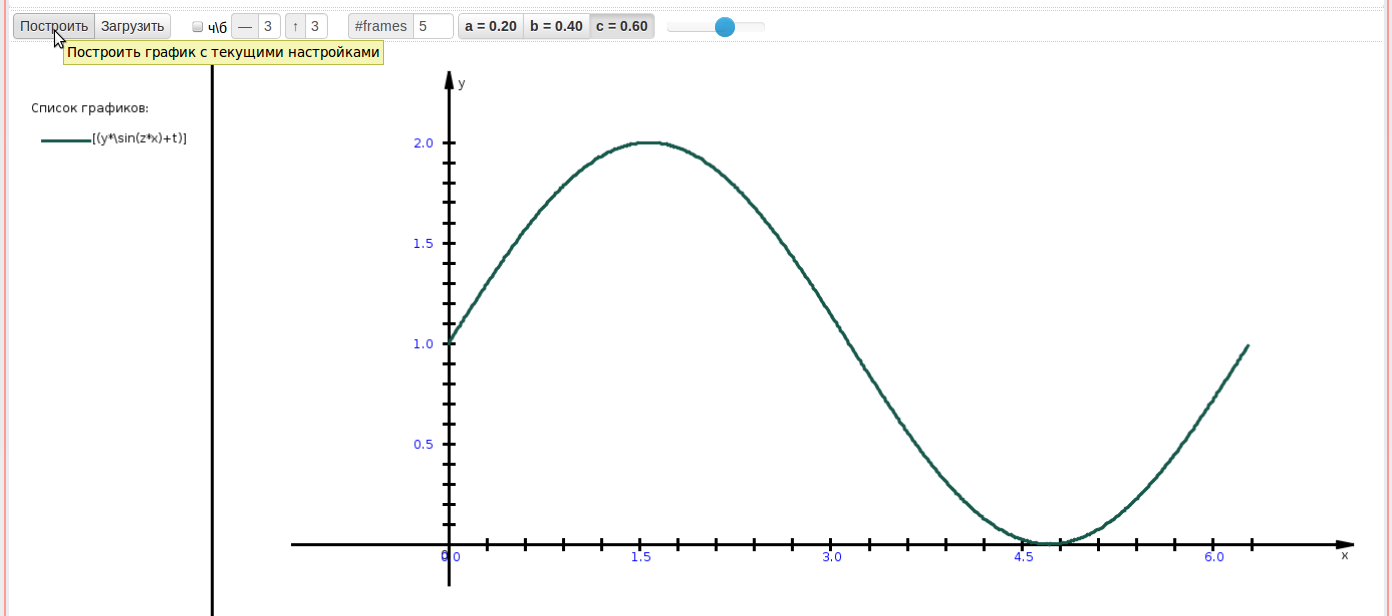 Построить Загрузить ч\б — 3 ↑ 3 #frames 5 a = 0.20 b = 0.40 c = 0.60
Построить график с текущими настройками
y
Список графиков:
[(y*\sin(z*x)+t)]
2.0
1.5
1.0
0.5
0.0 1.5 3.0 4.5 6.0 x